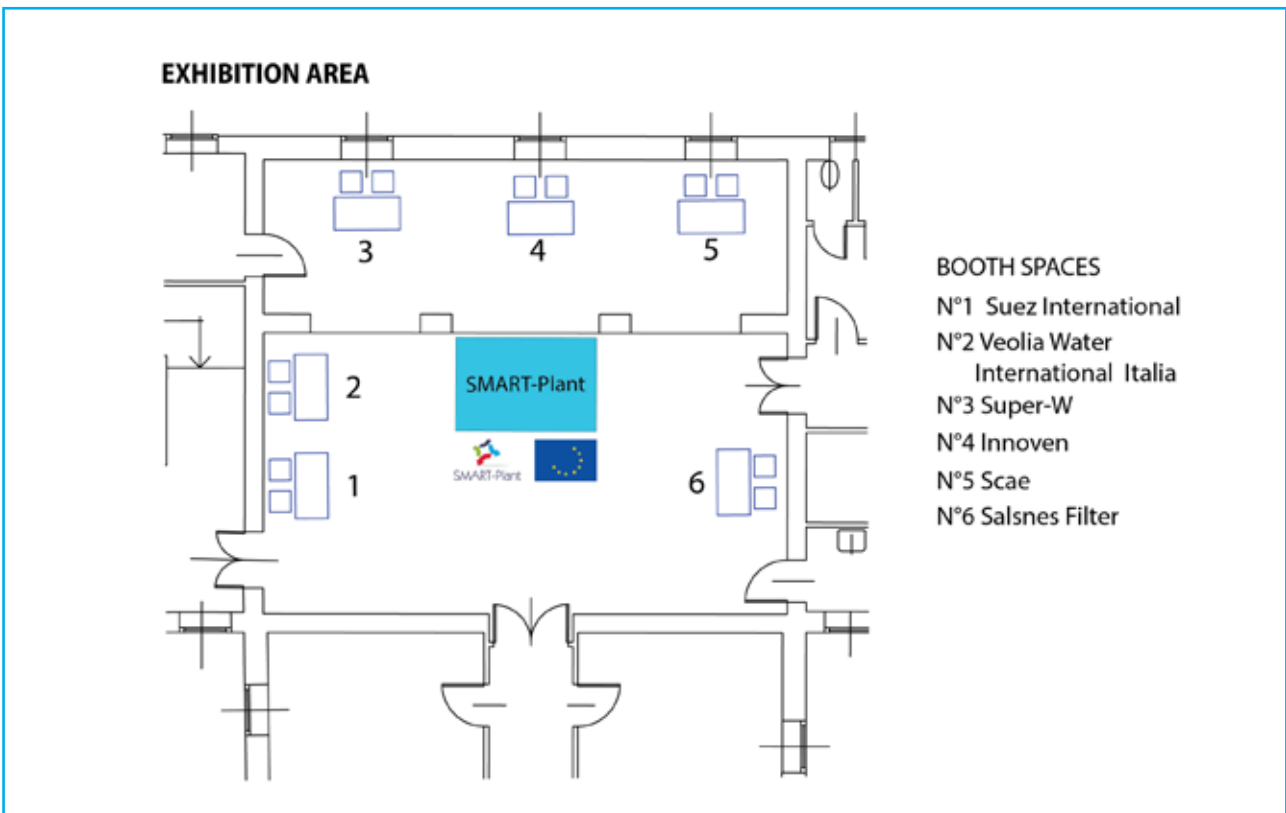 EXHIBITION AREA
3
4
5
2
SMART-Plant
SMART-Plant
1
6
BOOTH SPACES
N°1 Suez International
N°2 Veolia Water
International Italia
N°3 Super-W
N°4 Innoven
N°5 Scae
N°6 Salsnes Filter